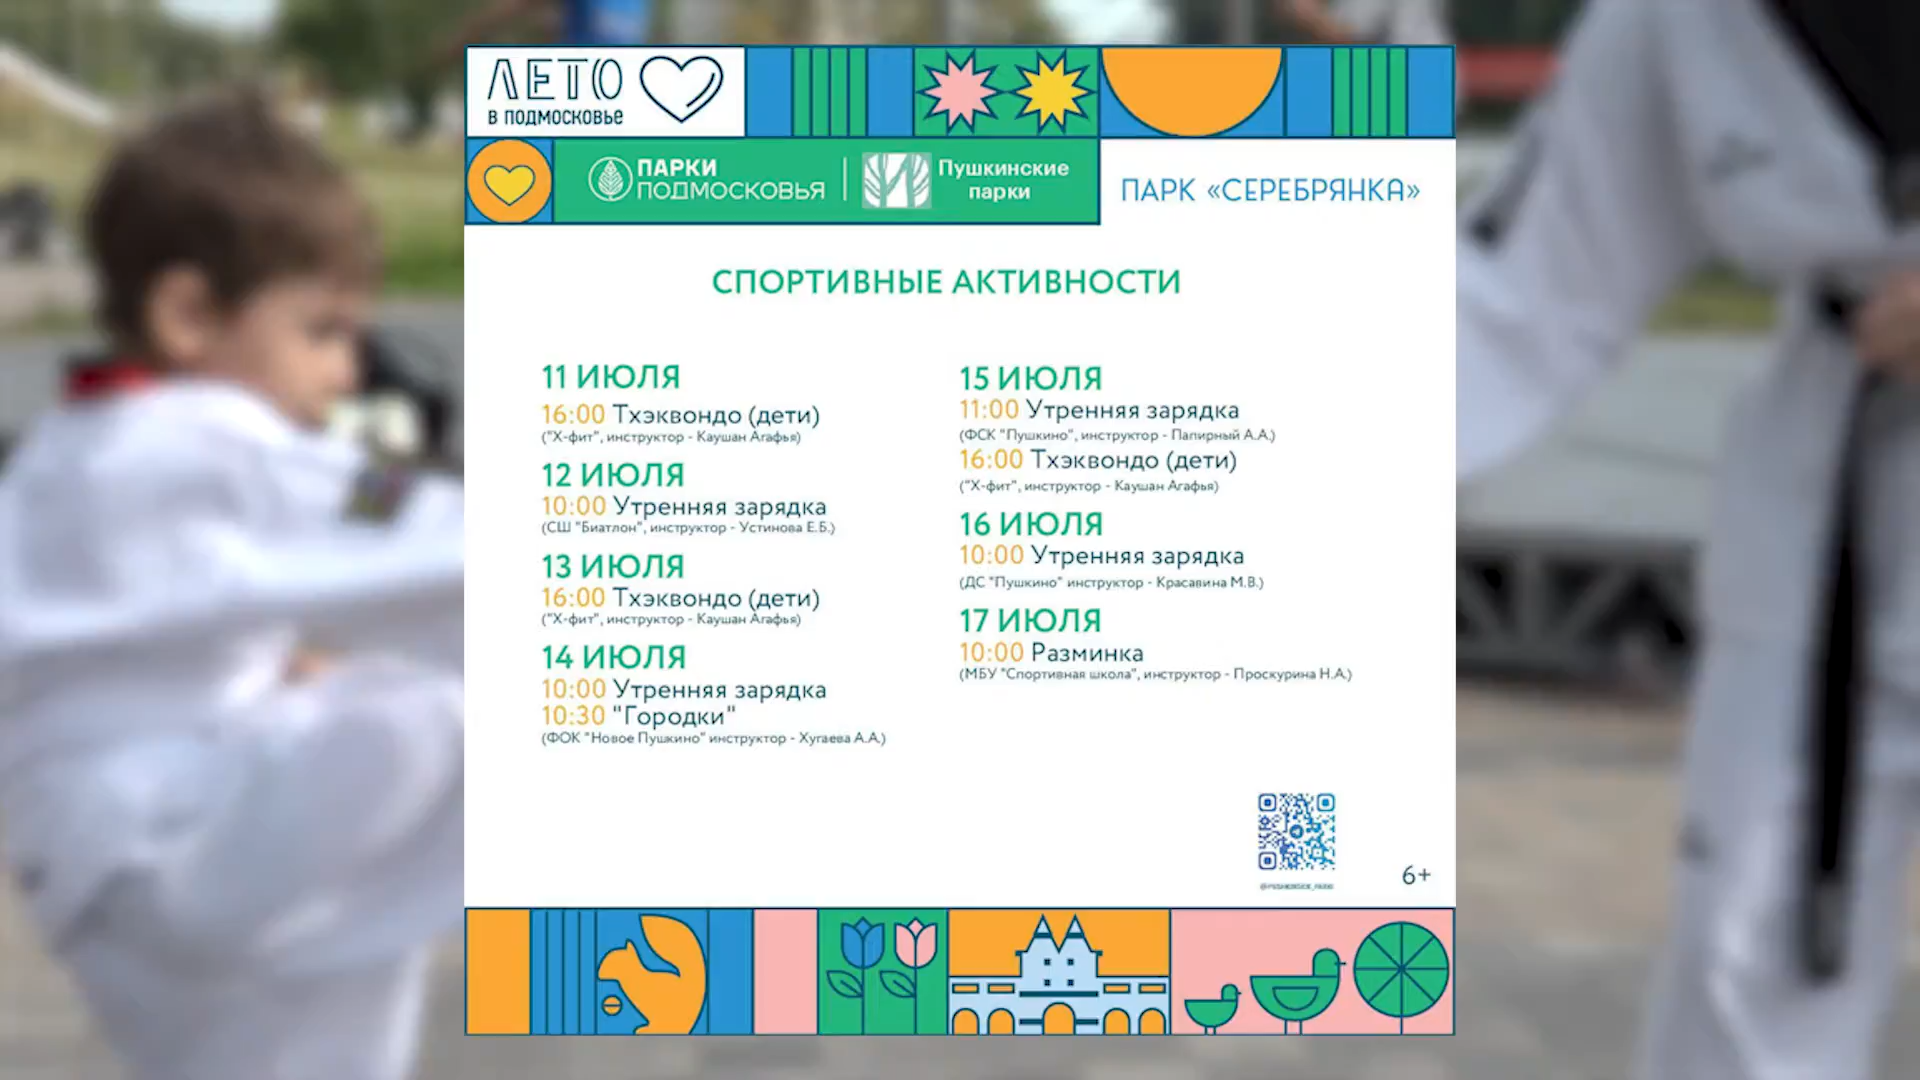 ЛЕТО
в подмосковье
ПАРКИ
ПОДМОСКОВЬЯ
Пушкинские
парки
ПАРК «СЕРЕБРЯНКА»
СПОРТИВНЫЕ АКТИВНОСТИ
11 ИЮЛЯ
16:00 Тхэквондо (дети)
("Х-фит", инструктор - Каушан Агафья)
12 ИЮЛЯ
10:00 Утренняя зарядка
(СШ "Биатлон", инструктор - Устинова Е.Б.)
13 ИЮЛЯ
16:00 Тхэквондо (дети)
("Х-фит", инструктор - Каушан Агафья)
14 ИЮЛЯ
10:00 Утренняя зарядка
10:30 "Городки"
(ФОК "Новое Пушкино" инструктор - Хугаева А.А.)
15 ИЮЛЯ
11:00 Утренняя зарядка
(ФСК "Пушкино", инструктор - Папирный А.А.)
16:00 Тхэквондо (дети)
("Х-фит", инструктор - Каушан Агафья)
16 ИЮЛЯ
10:00 Утренняя зарядка
(ДС "Пушкино" инструктор - Красавина М.В.)
17 ИЮЛЯ
10:00 Разминка
(МБУ "Спортивная школа", инструктор - Проскурина Н.А.)
6+